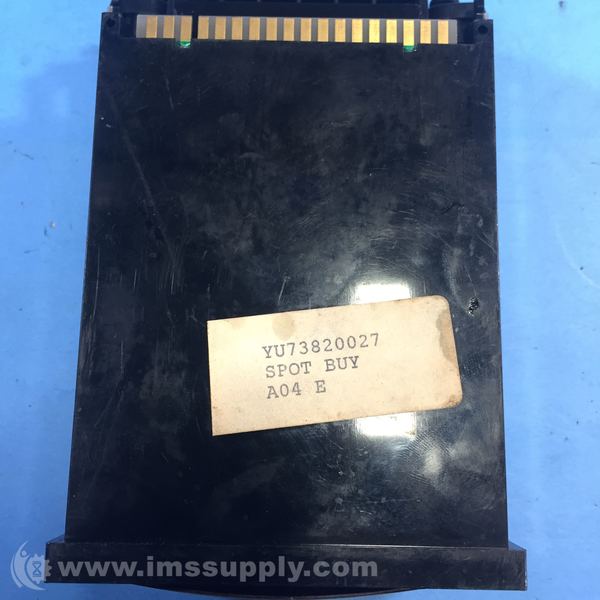 YU73820027
SPOT BUY
A04 E
www.imssupply.com